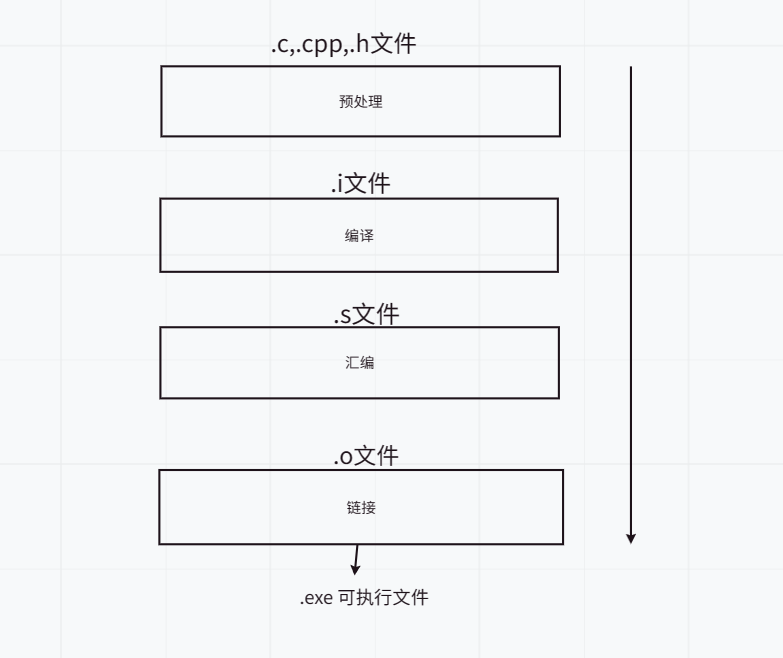 .c,.cpp,.h文件
预处理
.i文件
编译
.s文件
汇编
.o文件
链接
.exe 可执行文件